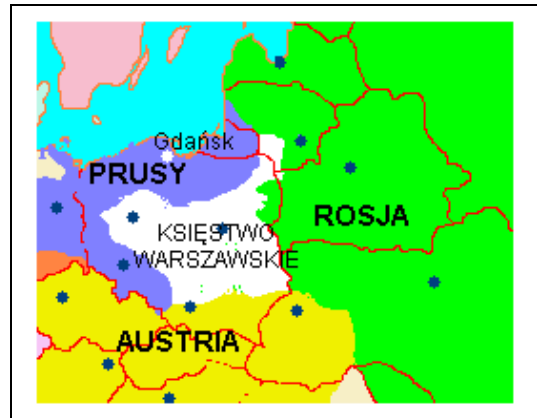 Gdańsk
PRUSY
ROSJA
KSIĘSTWO
WARSZAWSKIE
AUSTRIA